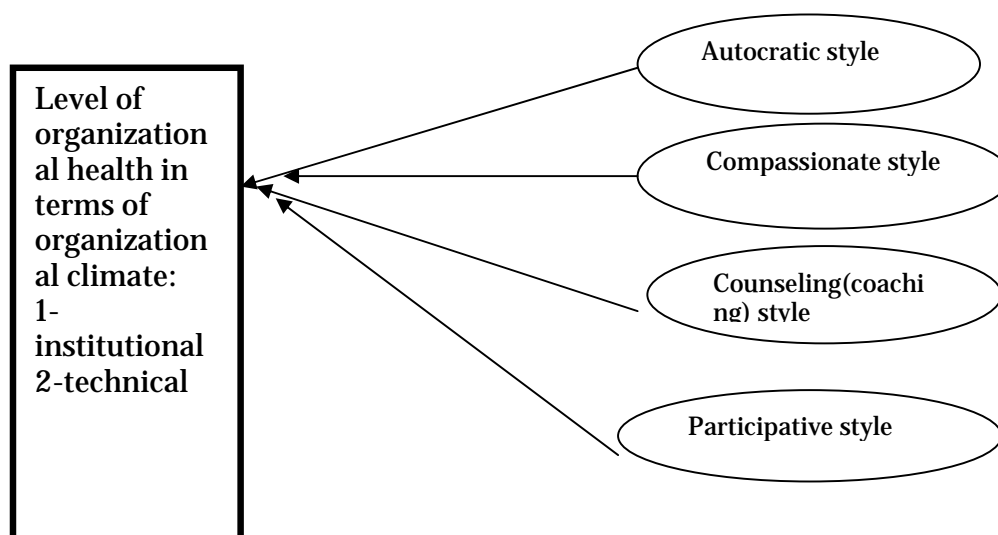 Level of
organization
al health in
terms of
organization
al climate:
1-
institutional
2-technical
Autocratic style
Compassionate style
Counseling(coachi
ng) style
Participative style